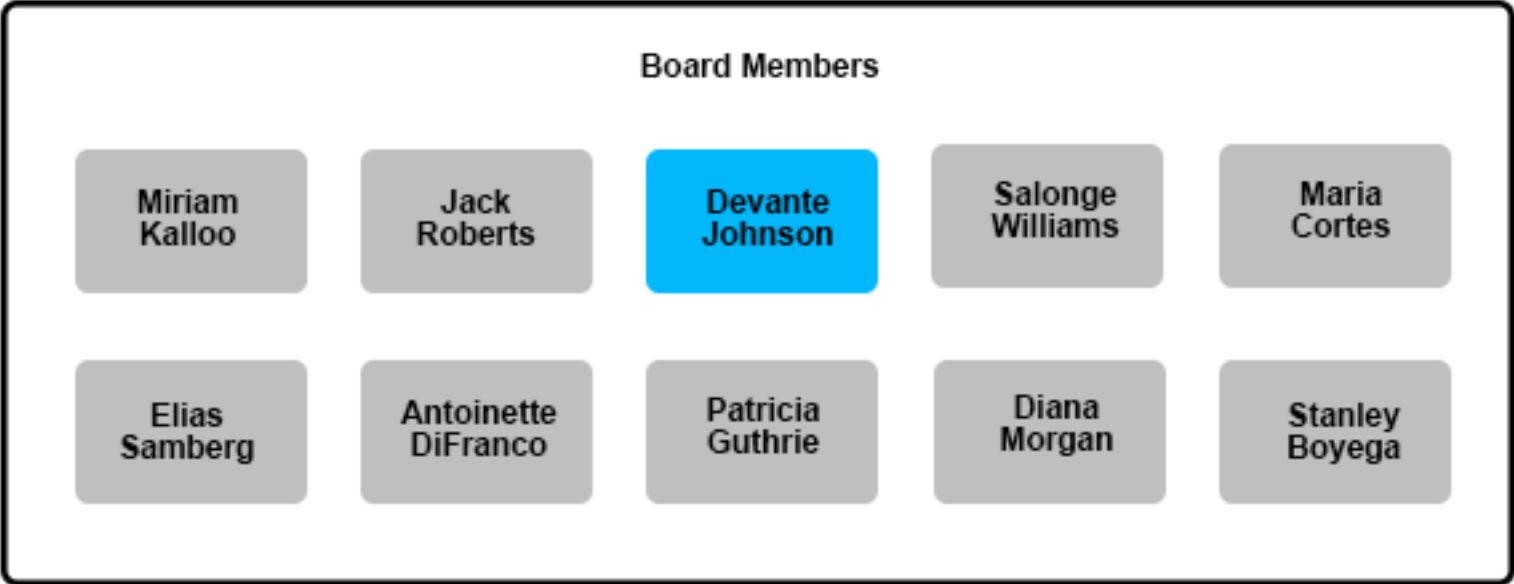 Board Members
Miriam
Kalloo
Jack
Roberts
Devante
Johnson
Salonge
Williams
Maria
Cortes
Elias
Samberg
Antoinette
DiFranco
Patricia
Guthrie
Diana
Morgan
Stanley
Boyega